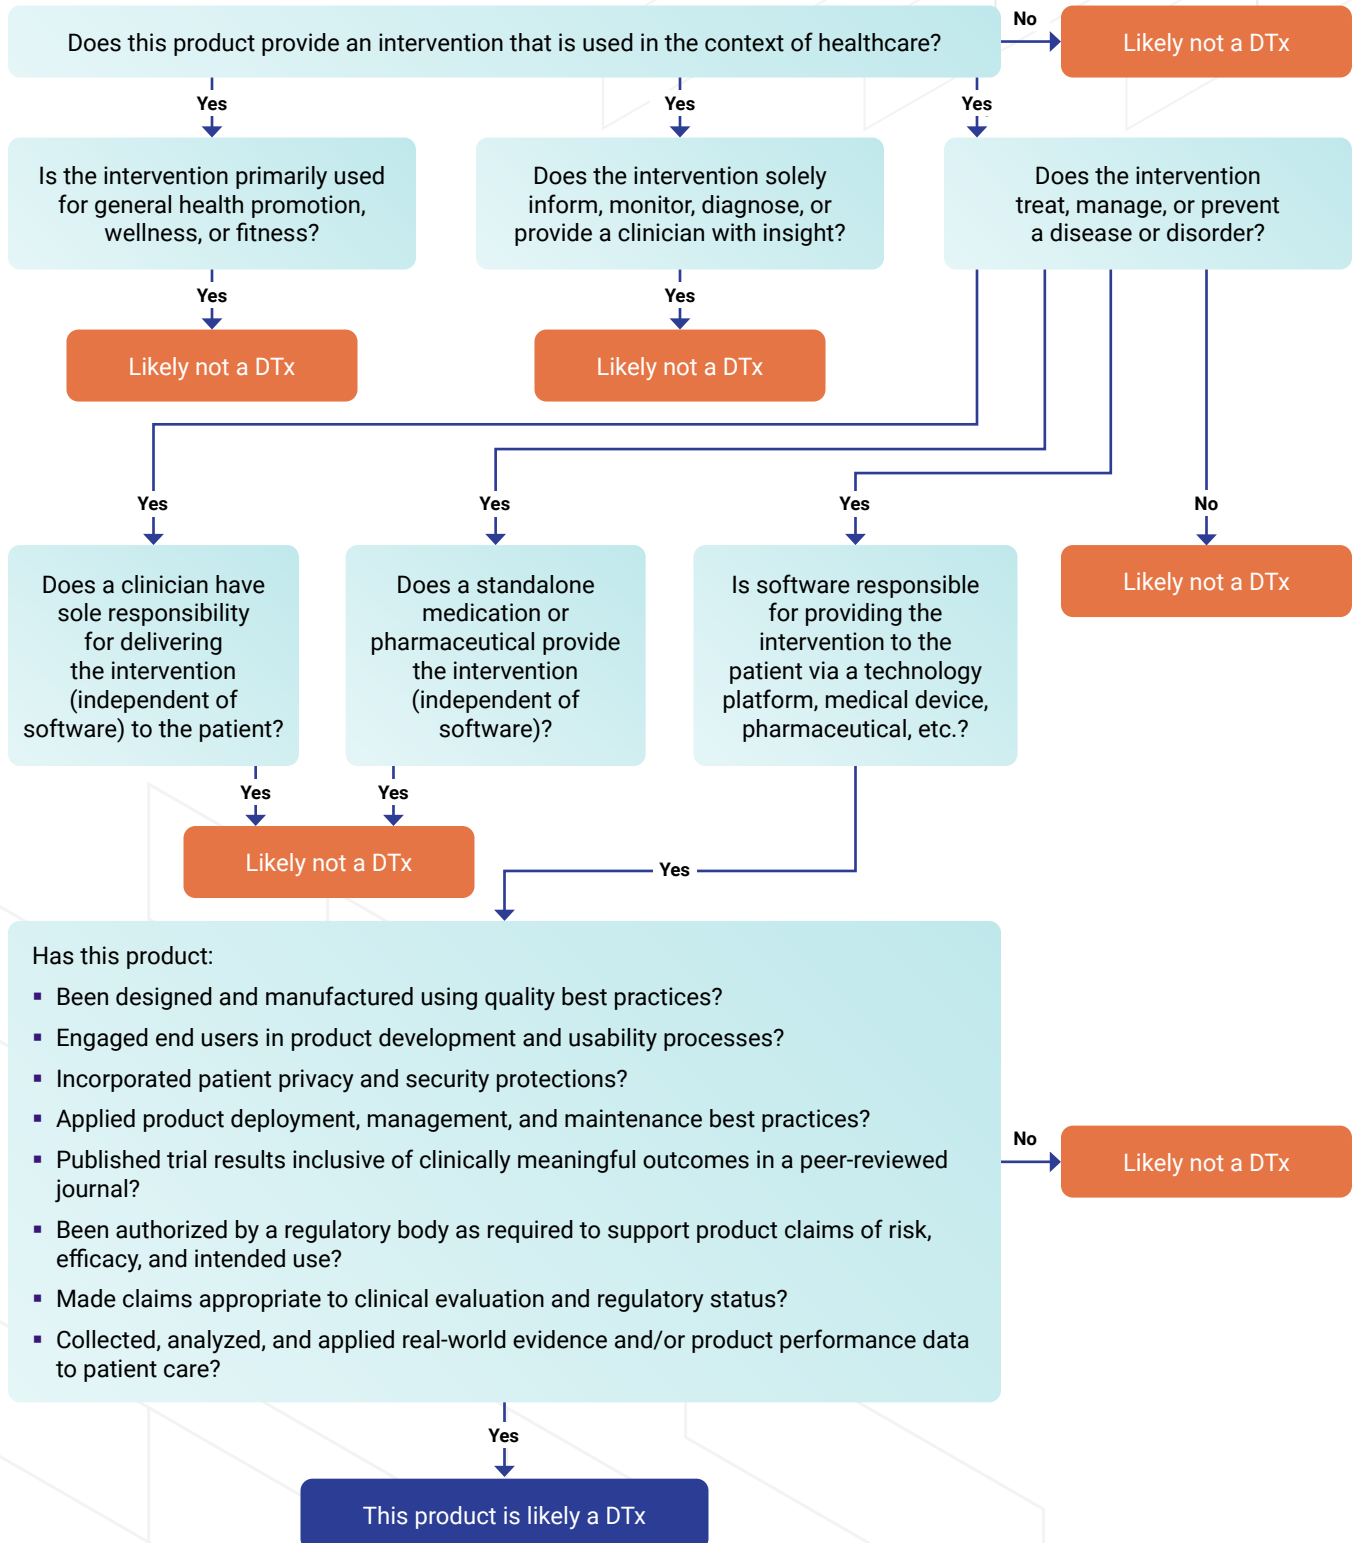 Does this product provide an intervention that is used in the context of healthcare?
No
Likely not a DTx
Yes
Yes
Yes
Is the intervention primarily used
for general health promotion,
wellness, or fitness?
Does the intervention solely
inform, monitor, diagnose, or
provide a clinician with insight?
Does the intervention
treat, manage, or prevent
a disease or disorder?
Yes
Yes
Likely not a DTx
Likely not a DTx
Yes
Yes
Yes
No
Does a clinician have
sole responsibility
for delivering
the intervention
(independent of
software) to the patient?
Does a standalone
medication or
pharmaceutical provide
the intervention
(independent of
software)?
Is software responsible
for providing the
intervention to the
patient via a technology
platform, medical device,
pharmaceutical, etc.?
Likely not a DTx
Yes
Yes
Likely not a DTx
Yes
Has this product:
▪ Been designed and manufactured using quality best practices?
▪ Engaged end users in product development and usability processes?
▪ Incorporated patient privacy and security protections?
▪ Applied product deployment, management, and maintenance best practices?
▪ Published trial results inclusive of clinically meaningful outcomes in a peer-reviewed
journal?
▪ Been authorized by a regulatory body as required to support product claims of risk,
efficacy, and intended use?
▪ Made claims appropriate to clinical evaluation and regulatory status?
▪ Collected, analyzed, and applied real-world evidence and/or product performance data
to patient care?
No
Likely not a DTx
Yes
This product is likely a DTx